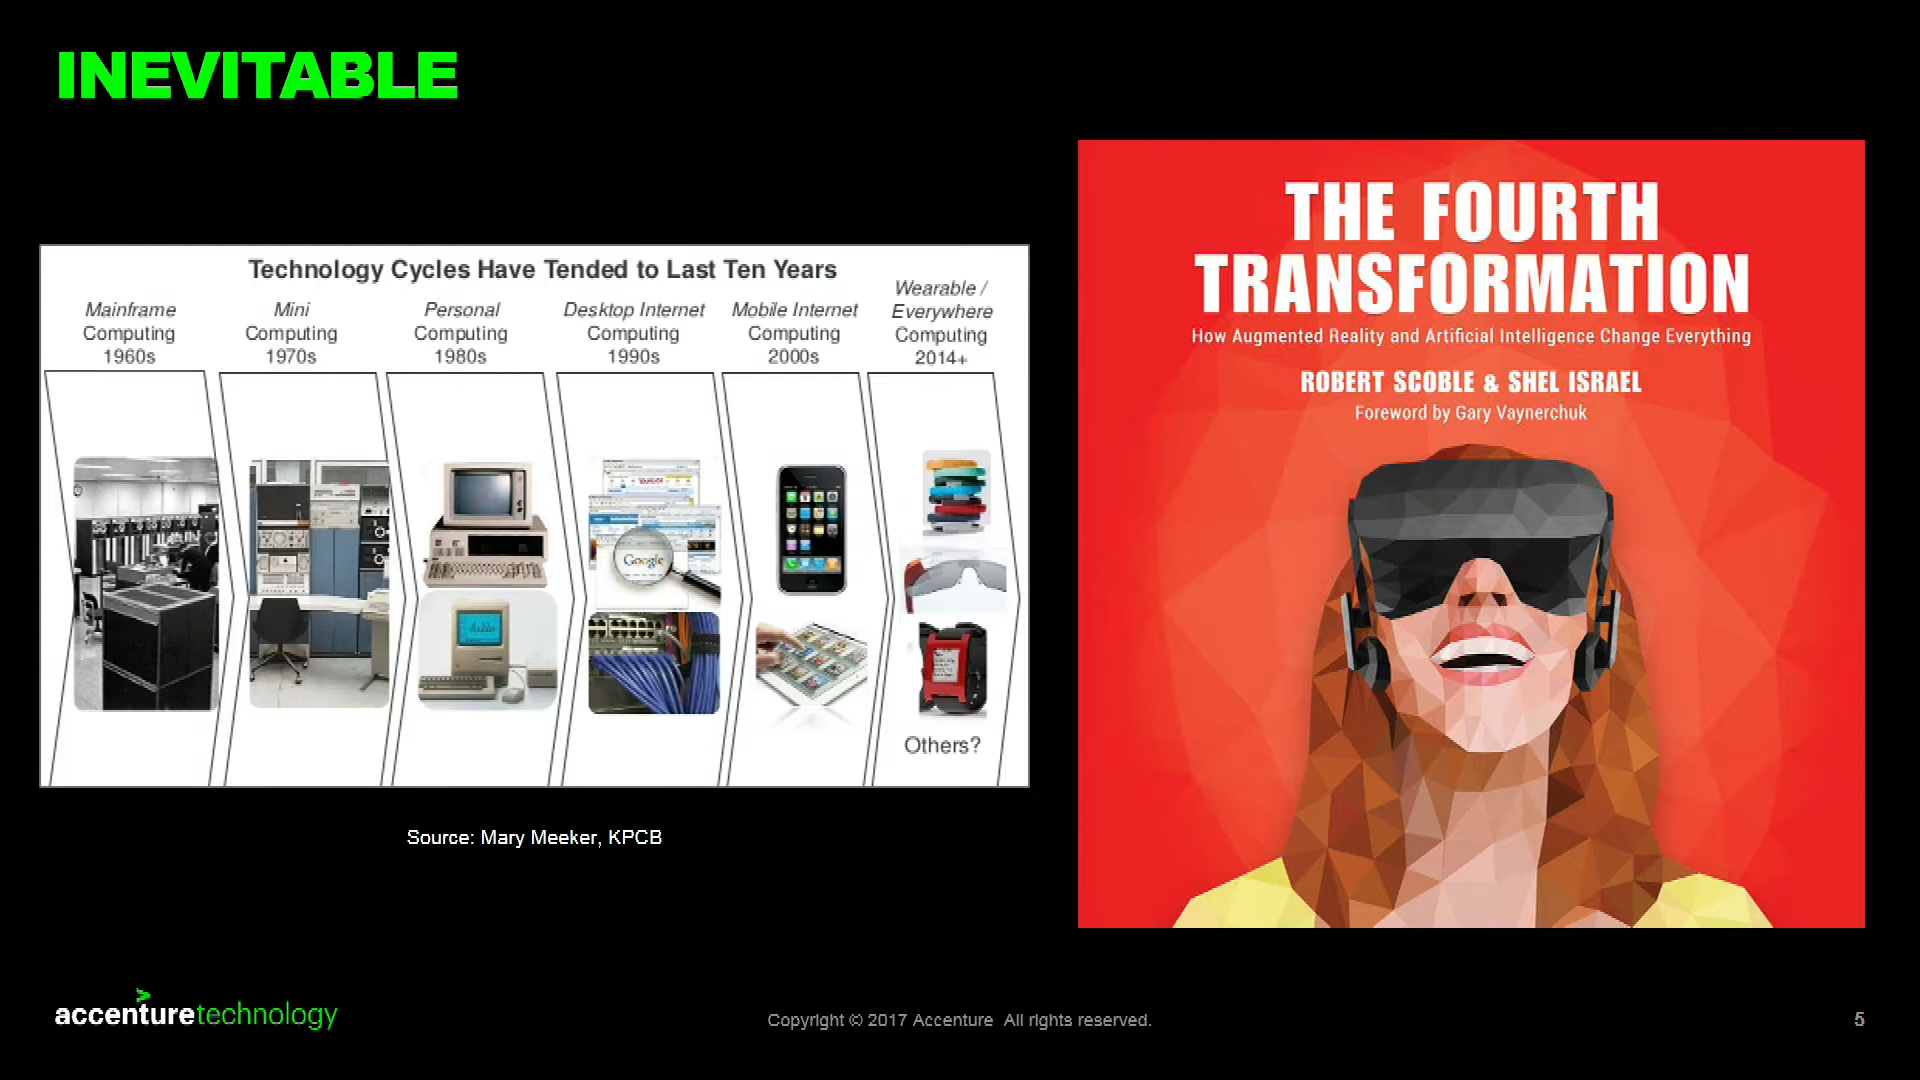 INEVITABLE
Technology Cycles Have Tended to Last Ten Years
Mainframe
Computing
1960s
Mini
Computing
1970s
Personal
Computing
1980s
Desktop Internet
Computing
1990s
Mobile Internet
Computing
2000s
Wearable /
Everywhere
Computing
2014+
YAHOO!
Google
hello
Others?
Source: Mary Meeker, KPCB
THE FOURTH
TRANSFORMATION
How Augmented Reality and Artificial Intelligence Change Everything
ROBERT SCOBLE & SHEL ISRAEL
Foreword by Gary Vaynerchuk
accenturetechnology
Copyright © 2017 Accenture All rights reserved.
5